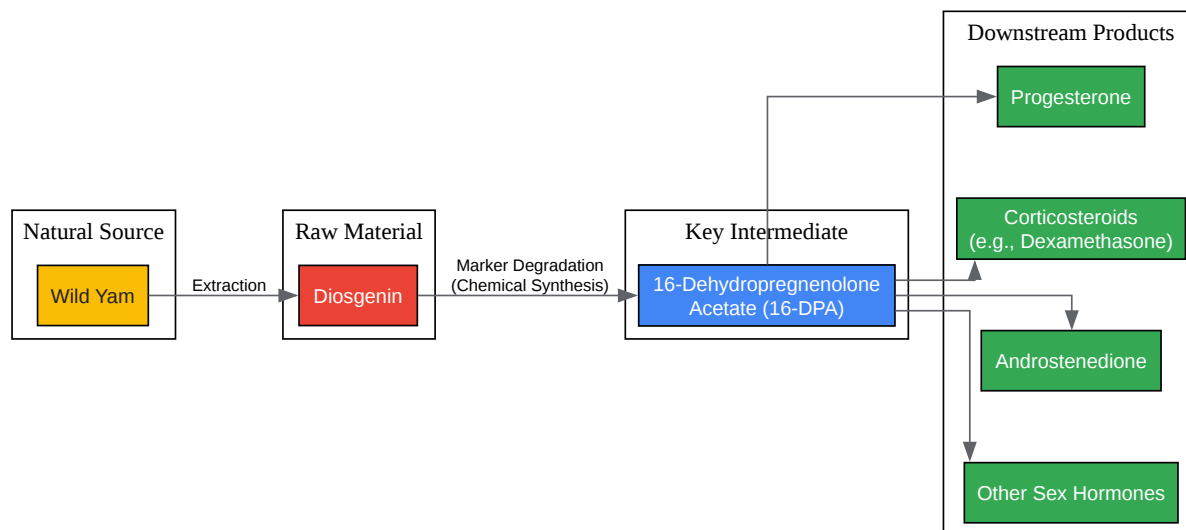 Natural Source
Wild Yam
Extraction
Raw Material
Diosgenin
Marker Degradation
(Chemical Synthesis)
Key Intermediate
16-Dehydropregnenolone
Acetate (16-DPA)
Downstream Products
Progesterone
Corticosteroids
(e.g., Dexamethasone)
Androstenedione
Other Sex Hormones